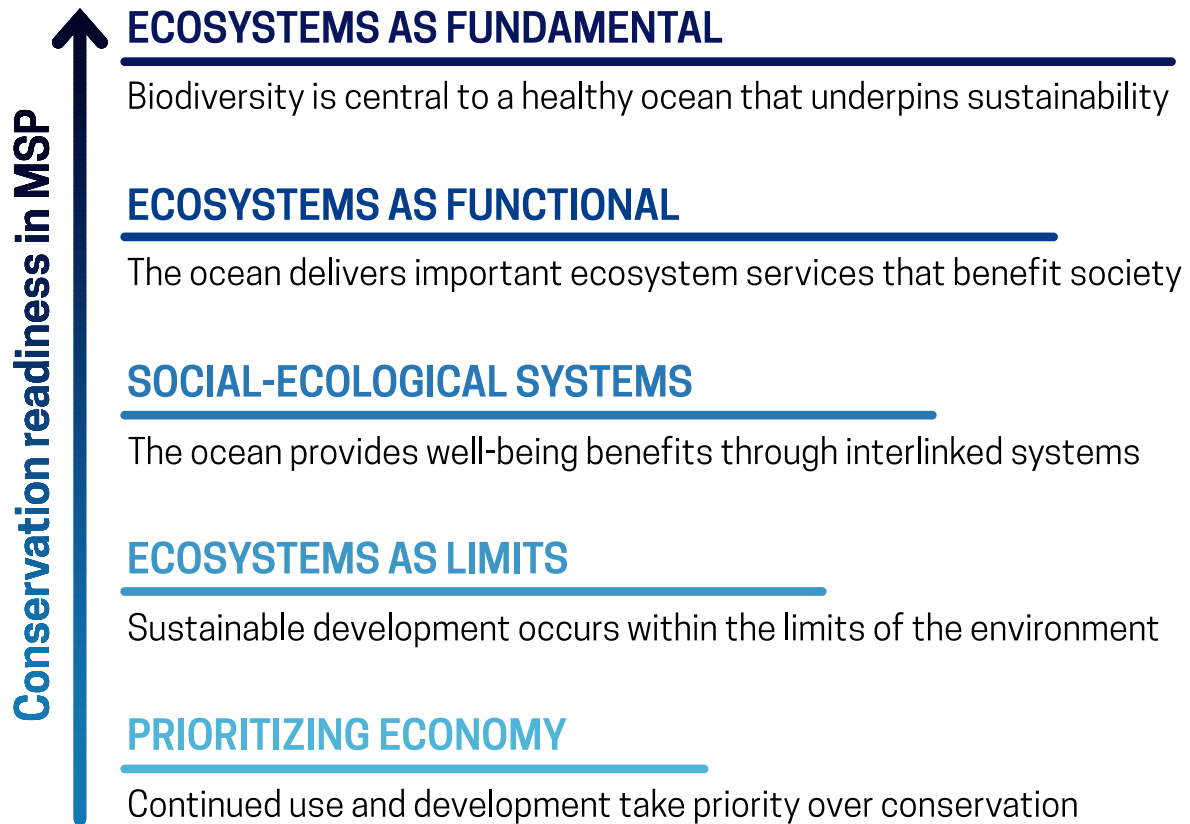 Conservation readiness in MSP
ECOSYSTEMS AS FUNDAMENTAL
Biodiversity is central to a healthy ocean that underpins sustainability
ECOSYSTEMS AS FUNCTIONAL
The ocean delivers important ecosystem services that benefit society
SOCIAL-ECOLOGICAL SYSTEMS
The ocean provides well-being benefits through interlinked systems
ECOSYSTEMS AS LIMITS
Sustainable development occurs within the limits of the environment
PRIORITIZING ECONOMY
Continued use and development take priority over conservation